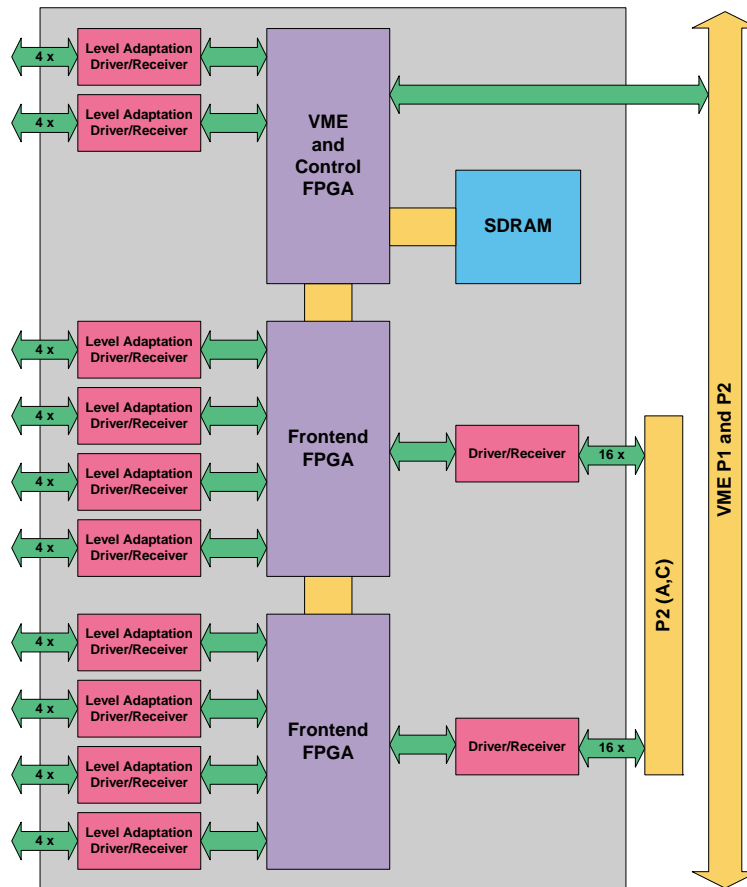 4 x
Level Adaptation
Driver/Receiver
4 x
Level Adaptation
Driver/Receiver
VME
and
Control
FPGA
SDRAM
4 x
Level Adaptation
Driver/Receiver
4 x
Level Adaptation
Driver/Receiver
4 x
Level Adaptation
Driver/Receiver
4 x
Level Adaptation
Driver/Receiver
Frontend
FPGA
Driver/Receiver
16 x
4 x
Level Adaptation
Driver/Receiver
4 x
Level Adaptation
Driver/Receiver
4 x
Level Adaptation
Driver/Receiver
4 x
Level Adaptation
Driver/Receiver
Frontend
FPGA
Driver/Receiver
16 x
P2 (A,C)
VME P1 and P2